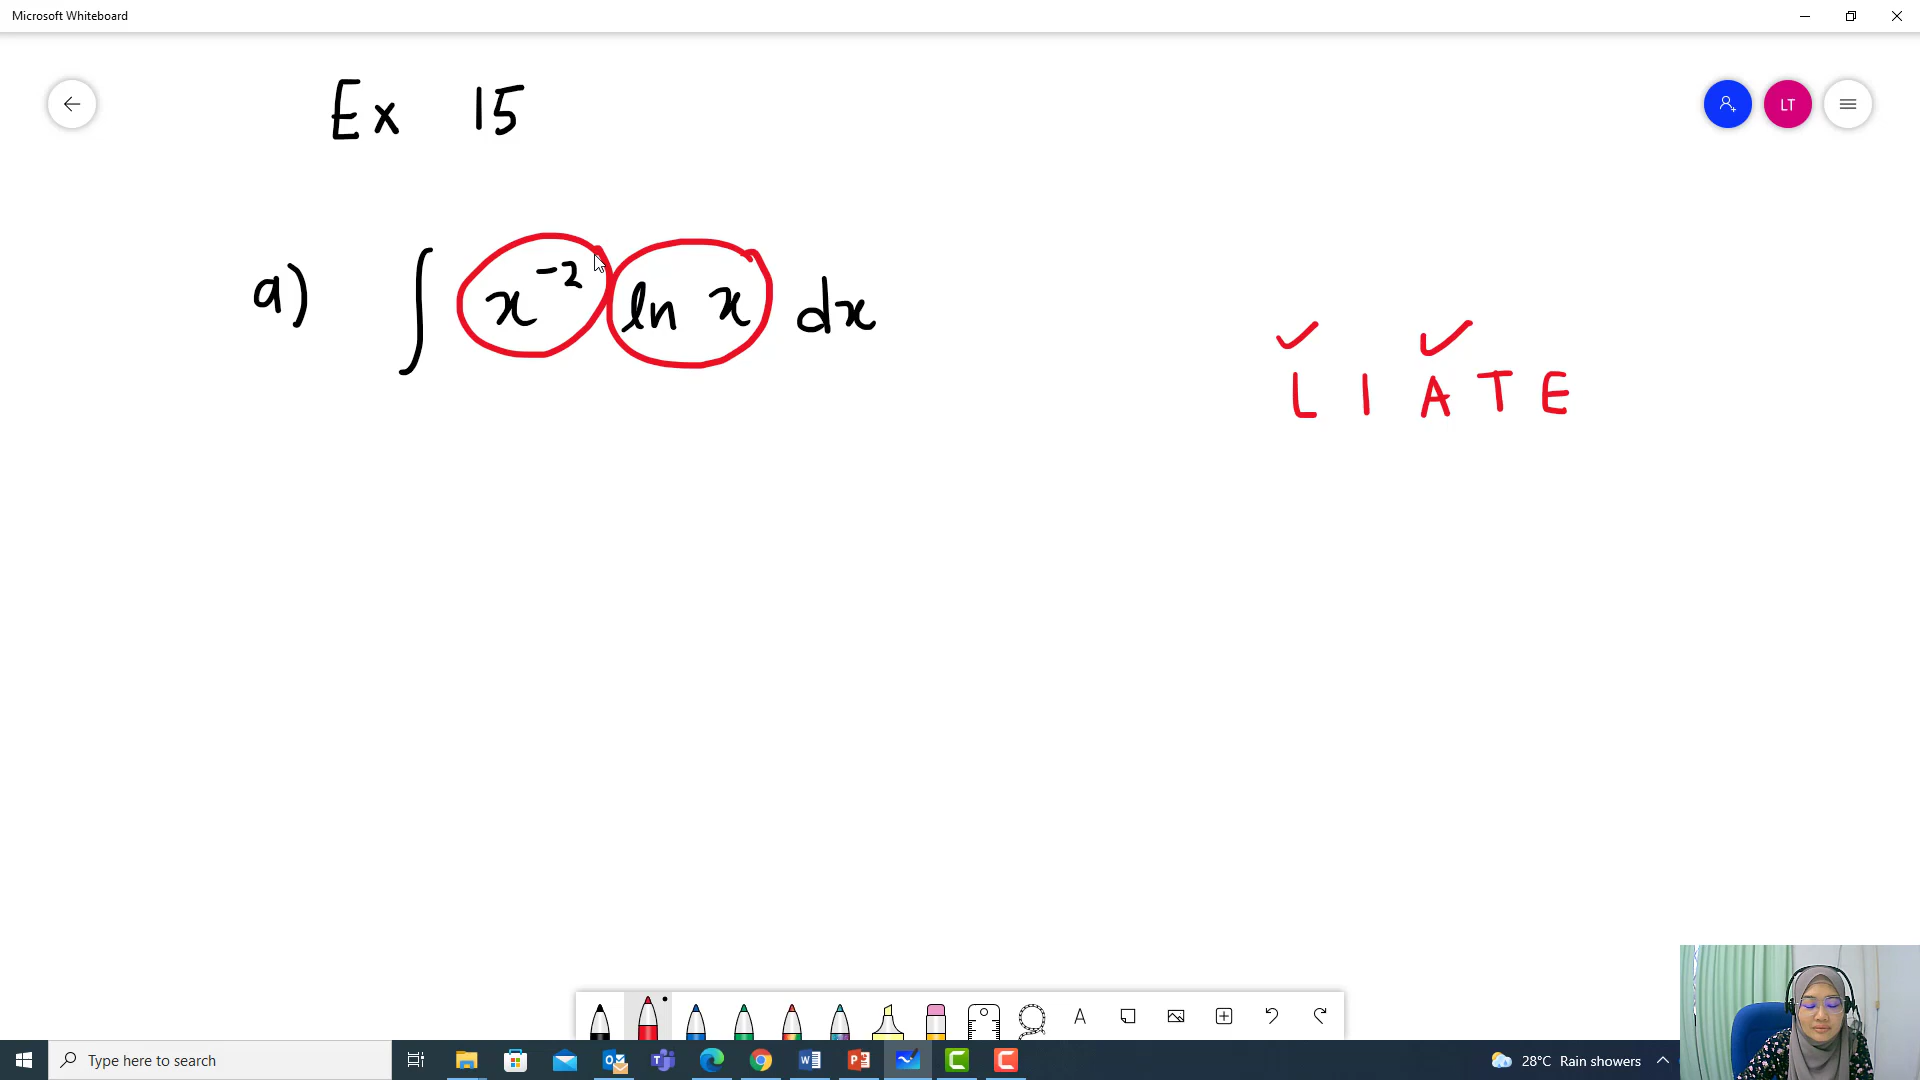 Microsoft Whiteboard
Ex 15
LT
a) ∫ x⁻² ln x dx
✓ ✓
L I A T E
A
Type here to search
28°C Rain showers